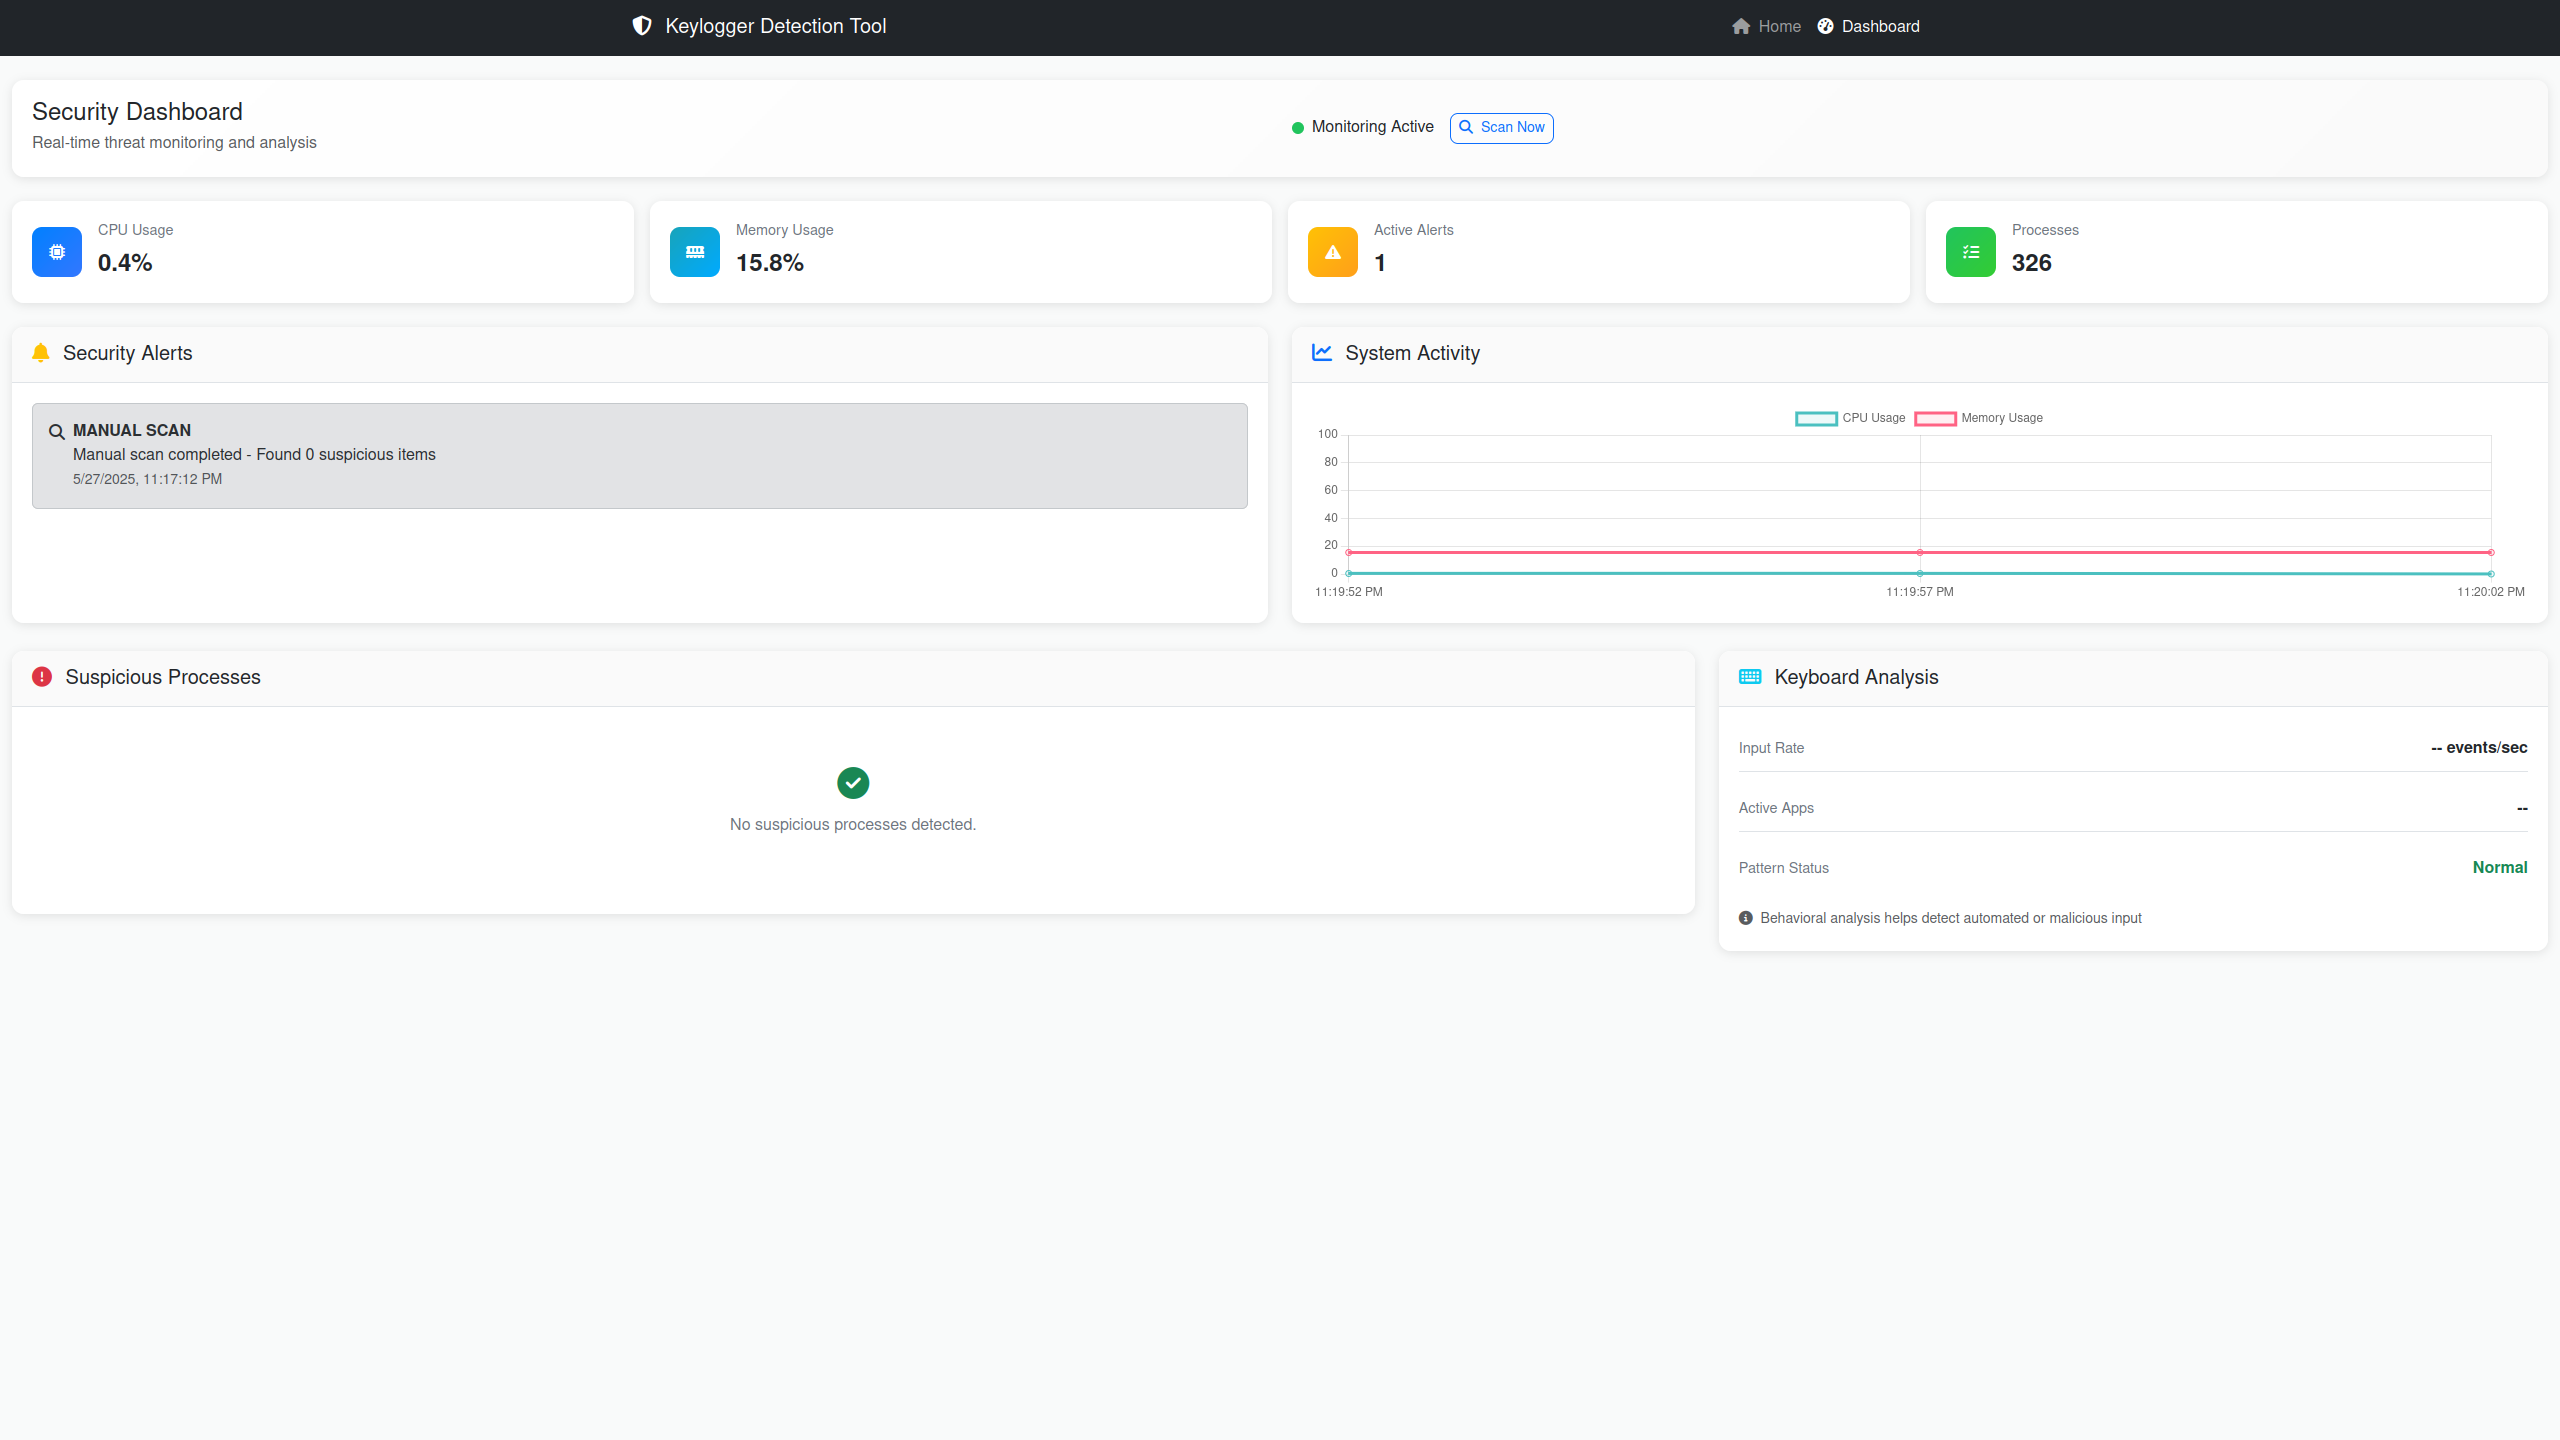 Keylogger Detection Tool
Home
Dashboard
Security Dashboard
Real-time threat monitoring and analysis
Monitoring Active
Scan Now
CPU Usage
0.4%
Memory Usage
15.8%
Active Alerts
1
Processes
326
Security Alerts
MANUAL SCAN
Manual scan completed - Found 0 suspicious items
5/27/2025, 11:17:12 PM
System Activity
CPU Usage
Memory Usage
100
80
60
40
20
0
11:19:52 PM
11:19:57 PM
11:20:02 PM
Suspicious Processes
No suspicious processes detected.
Keyboard Analysis
Input Rate
-- events/sec
Active Apps
--
Pattern Status
Normal
Behavioral analysis helps detect automated or malicious input